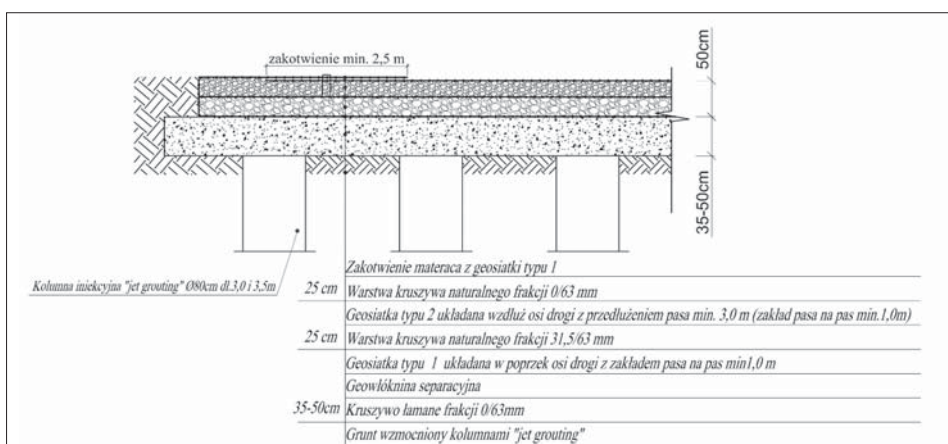 zakotwienie min. 2,5 m
50cm
35-50cm
Kolumna iniekcyjna "jet grouting" Ø80cm dł.3,0 i 3,5m
Zakotwienie materaca z geosiatki typu 1
25 cm Warstwa kruszywa naturalnego frakcji 0/63 mm
Geosiatka typu 2 układana wzdłuż osi drogi z przedłużeniem pasa min. 3,0 m (zakład pasa na pas min.1,0m)
25 cm Warstwa kruszywa naturalnego frakcji 31,5/63 mm
Geosiatka typu 1 układana w poprzek osi drogi z zakładem pasa na pas min1,0 m
Geowłóknina separacyjna
35-50cm Kruszywo łamane frakcji 0/63mm
Grunt wzmocniony kolumnami "jet grouting"